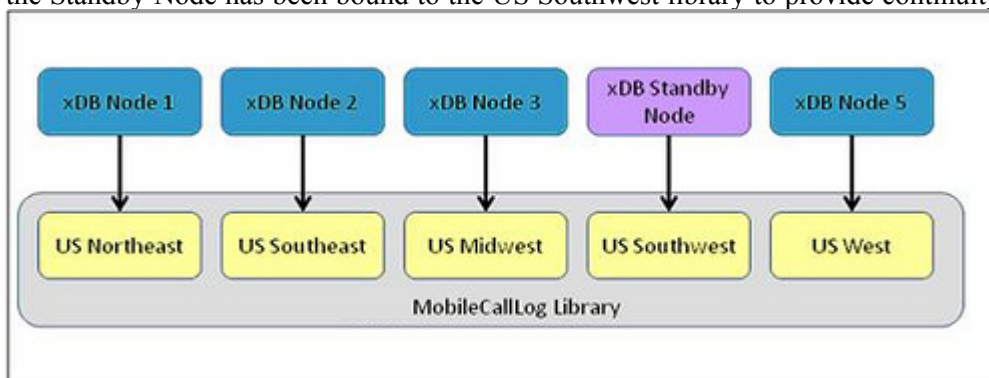 the Standby Node has been bound to the US Southwest library to provide continuity
xDB Node 1
xDB Node 2
xDB Node 3
xDB Standby
Node
xDB Node 5
US Northeast
US Southeast
US Midwest
US Southwest
US West
MobileCallLog Library